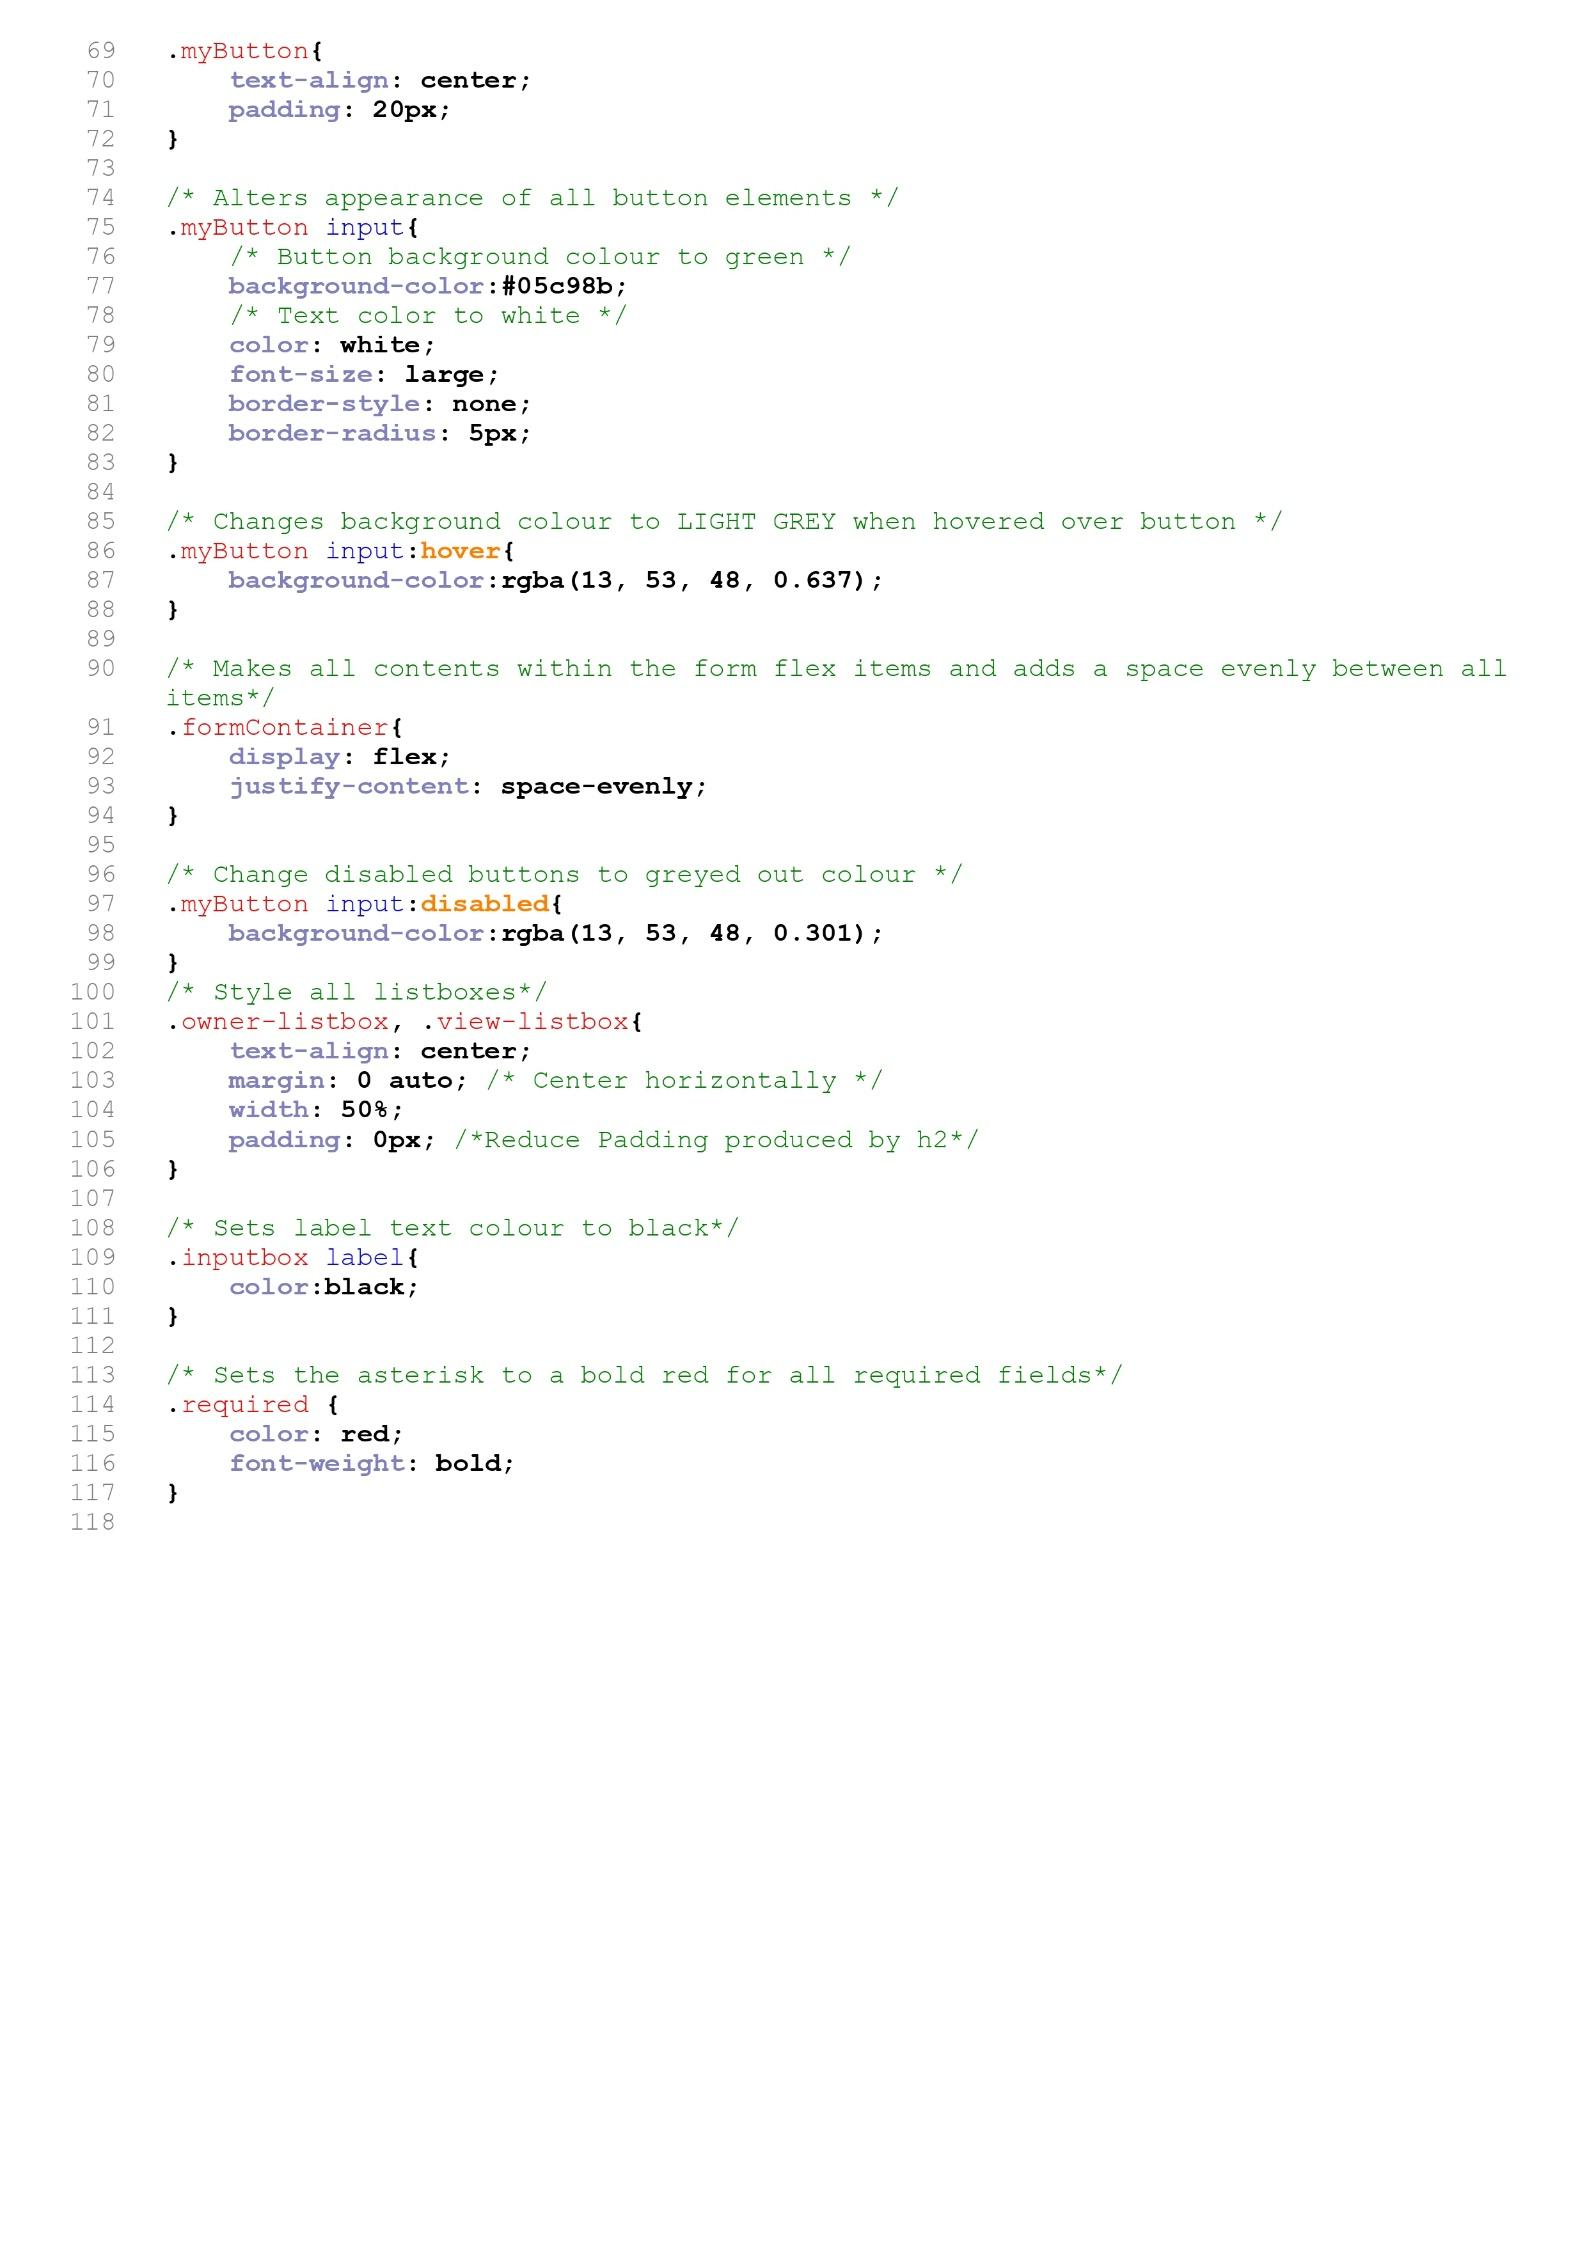 69 .myButton{
70     text-align: center;
71     padding: 20px;
72 }
73
74 /* Alters appearance of all button elements */
75 .myButton input{
76     /* Button background colour to green */
77     background-color:#05c98b;
78     /* Text color to white */
79     color: white;
80     font-size: large;
81     border-style: none;
82     border-radius: 5px;
83 }
84
85 /* Changes background colour to LIGHT GREY when hovered over button */
86 .myButton input:hover{
87     background-color:rgba(13, 53, 48, 0.637);
88 }
89
90 /* Makes all contents within the form flex items and adds a space evenly between all
items*/
91 .formContainer{
92     display: flex;
93     justify-content: space-evenly;
94 }
95
96 /* Change disabled buttons to greyed out colour */
97 .myButton input:disabled{
98     background-color:rgba(13, 53, 48, 0.301);
99 }
100 /* Style all listboxes*/
101 .owner-listbox, .view-listbox{
102     text-align: center;
103     margin: 0 auto; /* Center horizontally */
104     width: 50%;
105     padding: 0px; /*Reduce Padding produced by h2*/
106 }
107
108 /* Sets label text colour to black*/
109 .inputbox label{
110     color:black;
111 }
112
113 /* Sets the asterisk to a bold red for all required fields*/
114 .required {
115     color: red;
116     font-weight: bold;
117 }
118